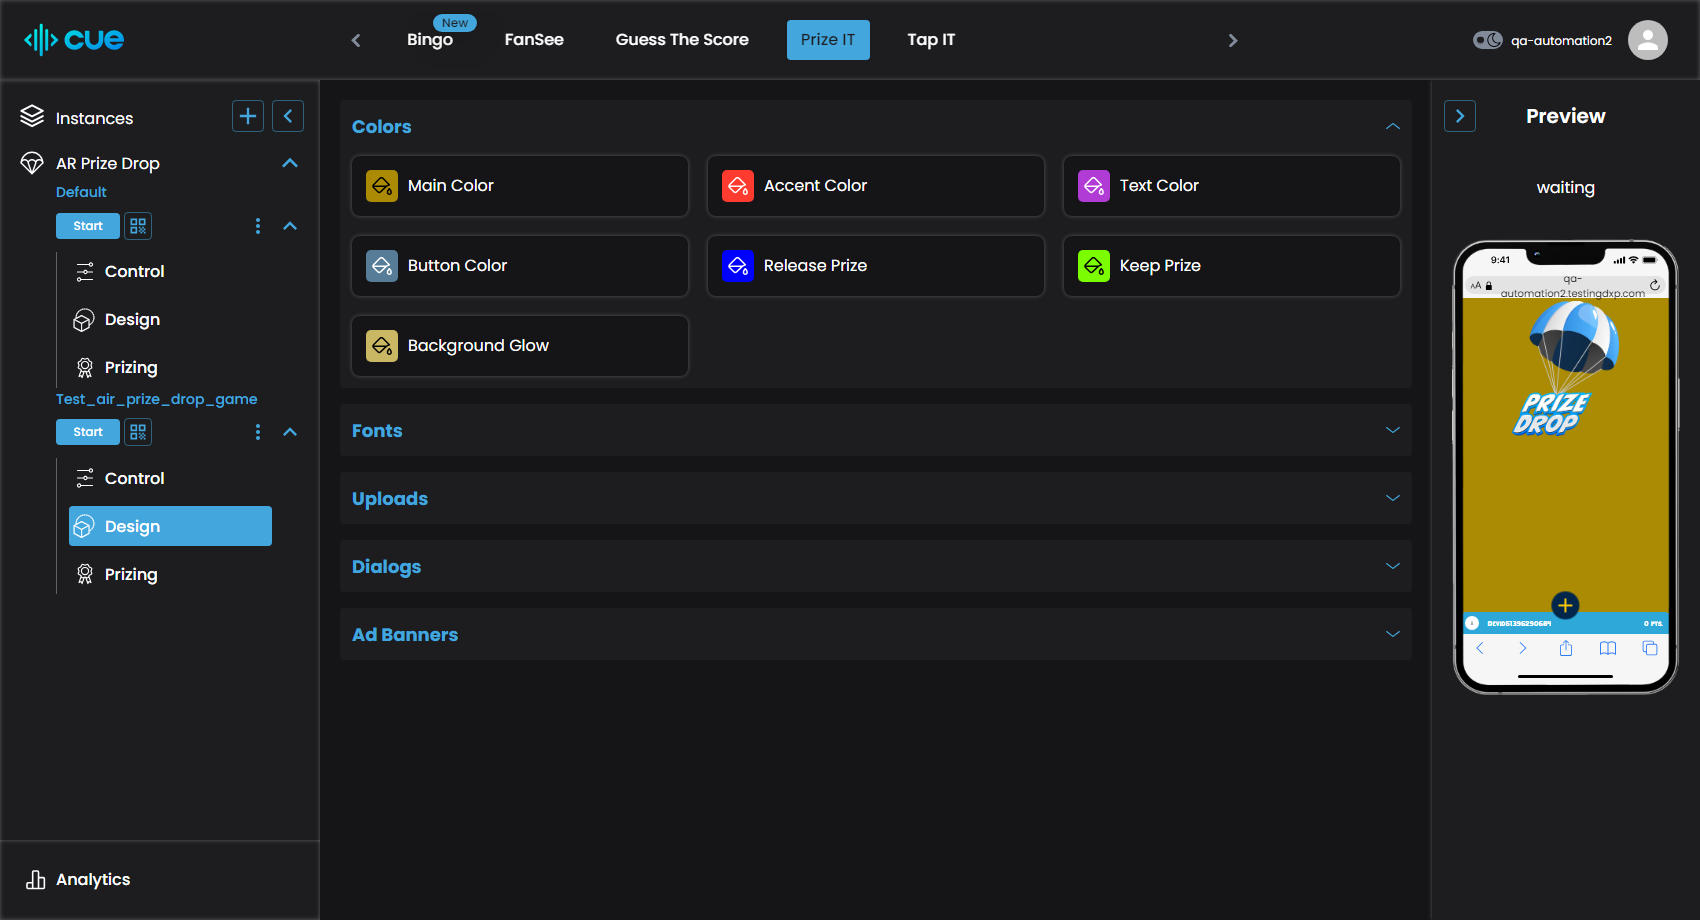 cue
New
Bingo
FanSee
Guess The Score
Prize IT
Tap IT
qa-automation2
Instances
AR Prize Drop
Default
Start
Control
Design
Prizing
Test_air_prize_drop_game
Start
Control
Design
Prizing
Analytics
Colors
Main Color
Accent Color
Text Color
Button Color
Release Prize
Keep Prize
Background Glow
Fonts
Uploads
Dialogs
Ad Banners
Preview
waiting
9:41
AA
qa-
automation2.testingdxp.com
PRIZE
DROP
0 PTS.